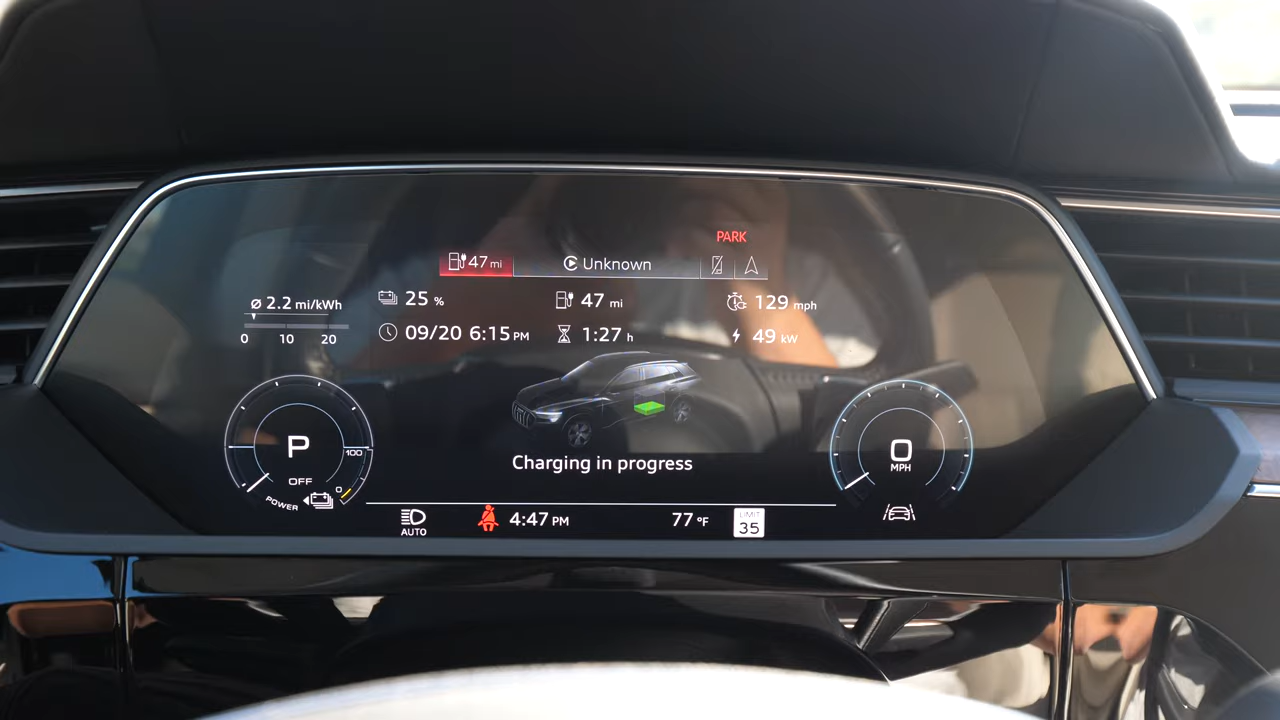 PARK
47 mi
Unknown
Ø 2.2 mi/kWh
0 10 20
25 %
47 mi
129 mph
09/20 6:15 PM
1:27 h
49 kW
P
OFF
POWER
100
0
0
MPH
Charging in progress
AUTO
4:47 PM
77 °F
LIMIT
35